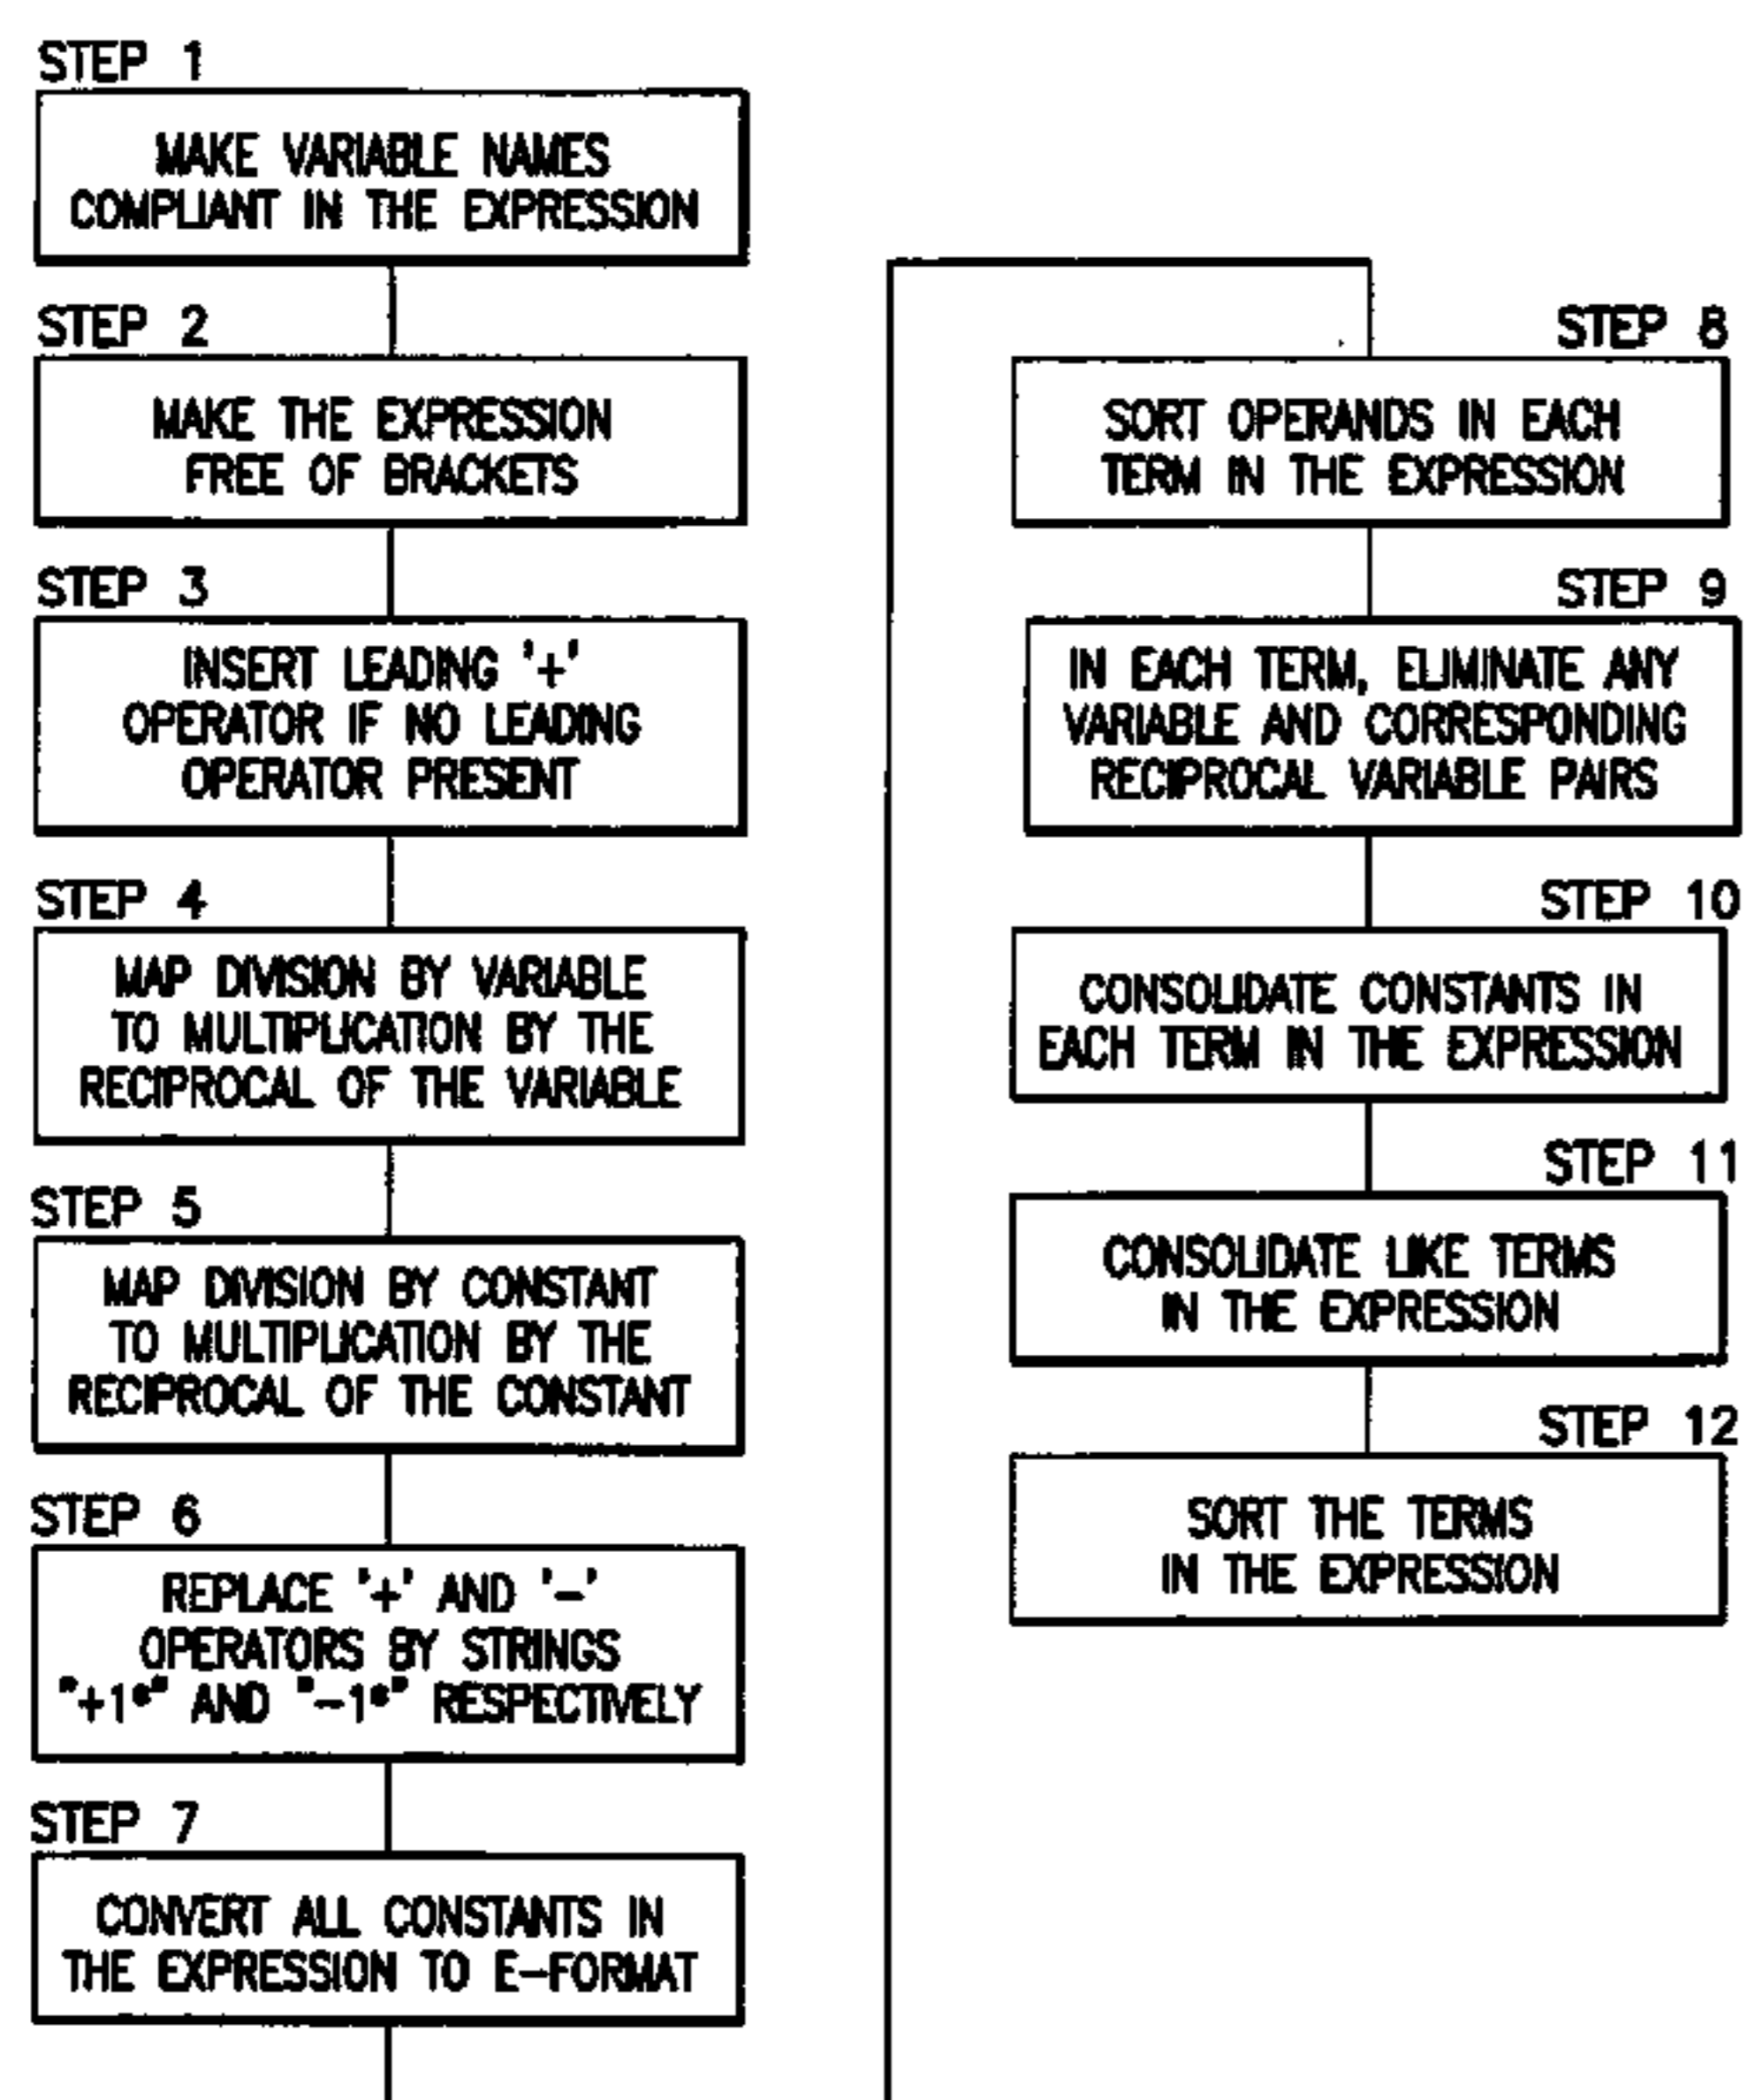 STEP 1
MAKE VARIABLE NAMES
COMPLIANT IN THE EXPRESSION
STEP 2
MAKE THE EXPRESSION
FREE OF BRACKETS
STEP 3
INSERT LEADING '+'
OPERATOR IF NO LEADING
OPERATOR PRESENT
STEP 4
MAP DIVISION BY VARIABLE
TO MULTIPLICATION BY THE
RECIPROCAL OF THE VARIABLE
STEP 5
MAP DIVISION BY CONSTANT
TO MULTIPLICATION BY THE
RECIPROCAL OF THE CONSTANT
STEP 6
REPLACE '+' AND '-'
OPERATORS BY STRINGS
"+1*" AND "-1*" RESPECTIVELY
STEP 7
CONVERT ALL CONSTANTS IN
THE EXPRESSION TO E-FORMAT
STEP 8
SORT OPERANDS IN EACH
TERM IN THE EXPRESSION
STEP 9
IN EACH TERM, ELIMINATE ANY
VARIABLE AND CORRESPONDING
RECIPROCAL VARIABLE PAIRS
STEP 10
CONSOLIDATE CONSTANTS IN
EACH TERM IN THE EXPRESSION
STEP 11
CONSOLIDATE LIKE TERMS
IN THE EXPRESSION
STEP 12
SORT THE TERMS
IN THE EXPRESSION